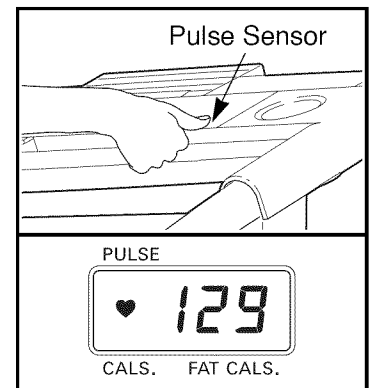 Pulse Sensor
PULSE
♥ 129
CALS. FAT CALS.